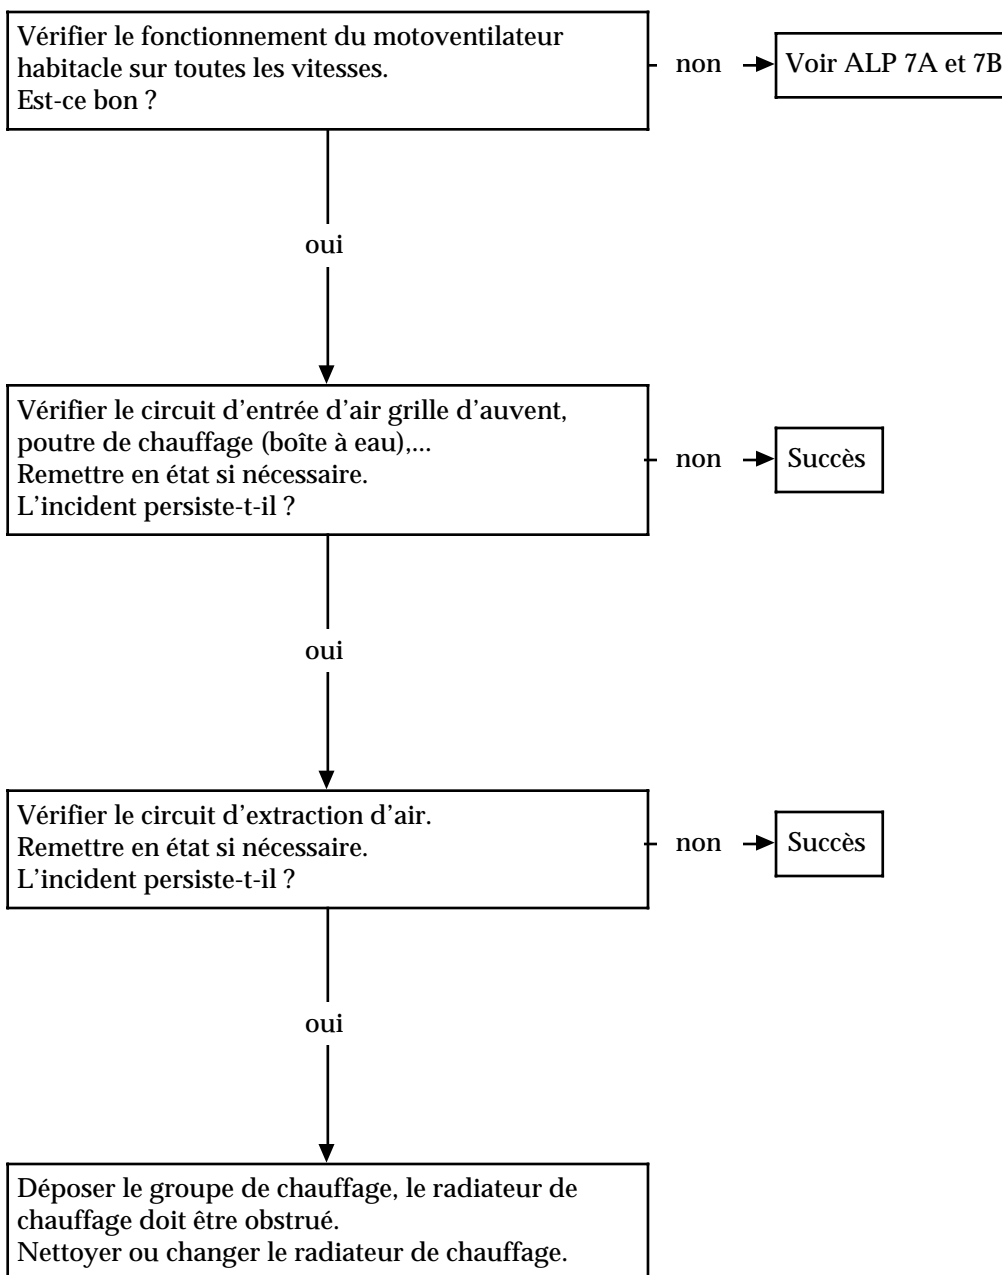 Vérifier le fonctionnement du motoventilateur
habitacle sur toutes les vitesses.
Est-ce bon ?
non
Voir ALP 7A et 7B
oui
Vérifier le circuit d'entrée d'air grille d'auvent,
poutre de chauffage (boîte à eau),...
Remettre en état si nécessaire.
L'incident persiste-t-il ?
non
Succès
oui
Vérifier le circuit d'extraction d'air.
Remettre en état si nécessaire.
L'incident persiste-t-il ?
non
Succès
oui
Déposer le groupe de chauffage, le radiateur de
chauffage doit être obstrué.
Nettoyer ou changer le radiateur de chauffage.